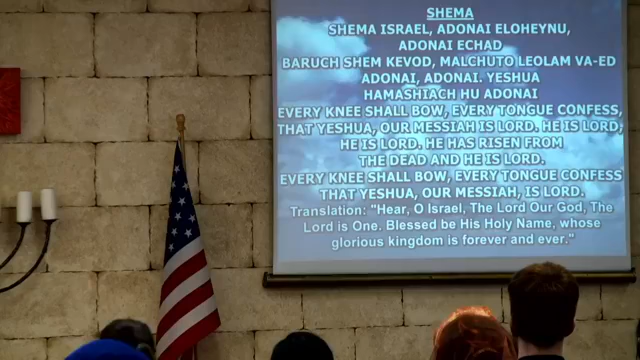 SHEMA
SHEMA ISRAEL, ADONAI ELOHEYNU,
ADONAI ECHAD
BARUCH SHEM KEVOD, MALCHUTO LEOLAM VA-ED
ADONAI, ADONAI. YESHUA
HAMASHIACH HU ADONAI
EVERY KNEE SHALL BOW, EVERY TONGUE CONFESS,
THAT YESHUA, OUR MESSIAH IS LORD. HE IS LORD;
HE IS LORD. HE HAS RISEN FROM
THE DEAD AND HE IS LORD.
EVERY KNEE SHALL BOW, EVERY TONGUE CONFESS
THAT YESHUA, OUR MESSIAH, IS LORD.
Translation: "Hear, O Israel, The Lord Our God, The
Lord is One. Blessed be His Holy Name, whose
glorious kingdom is forever and ever."